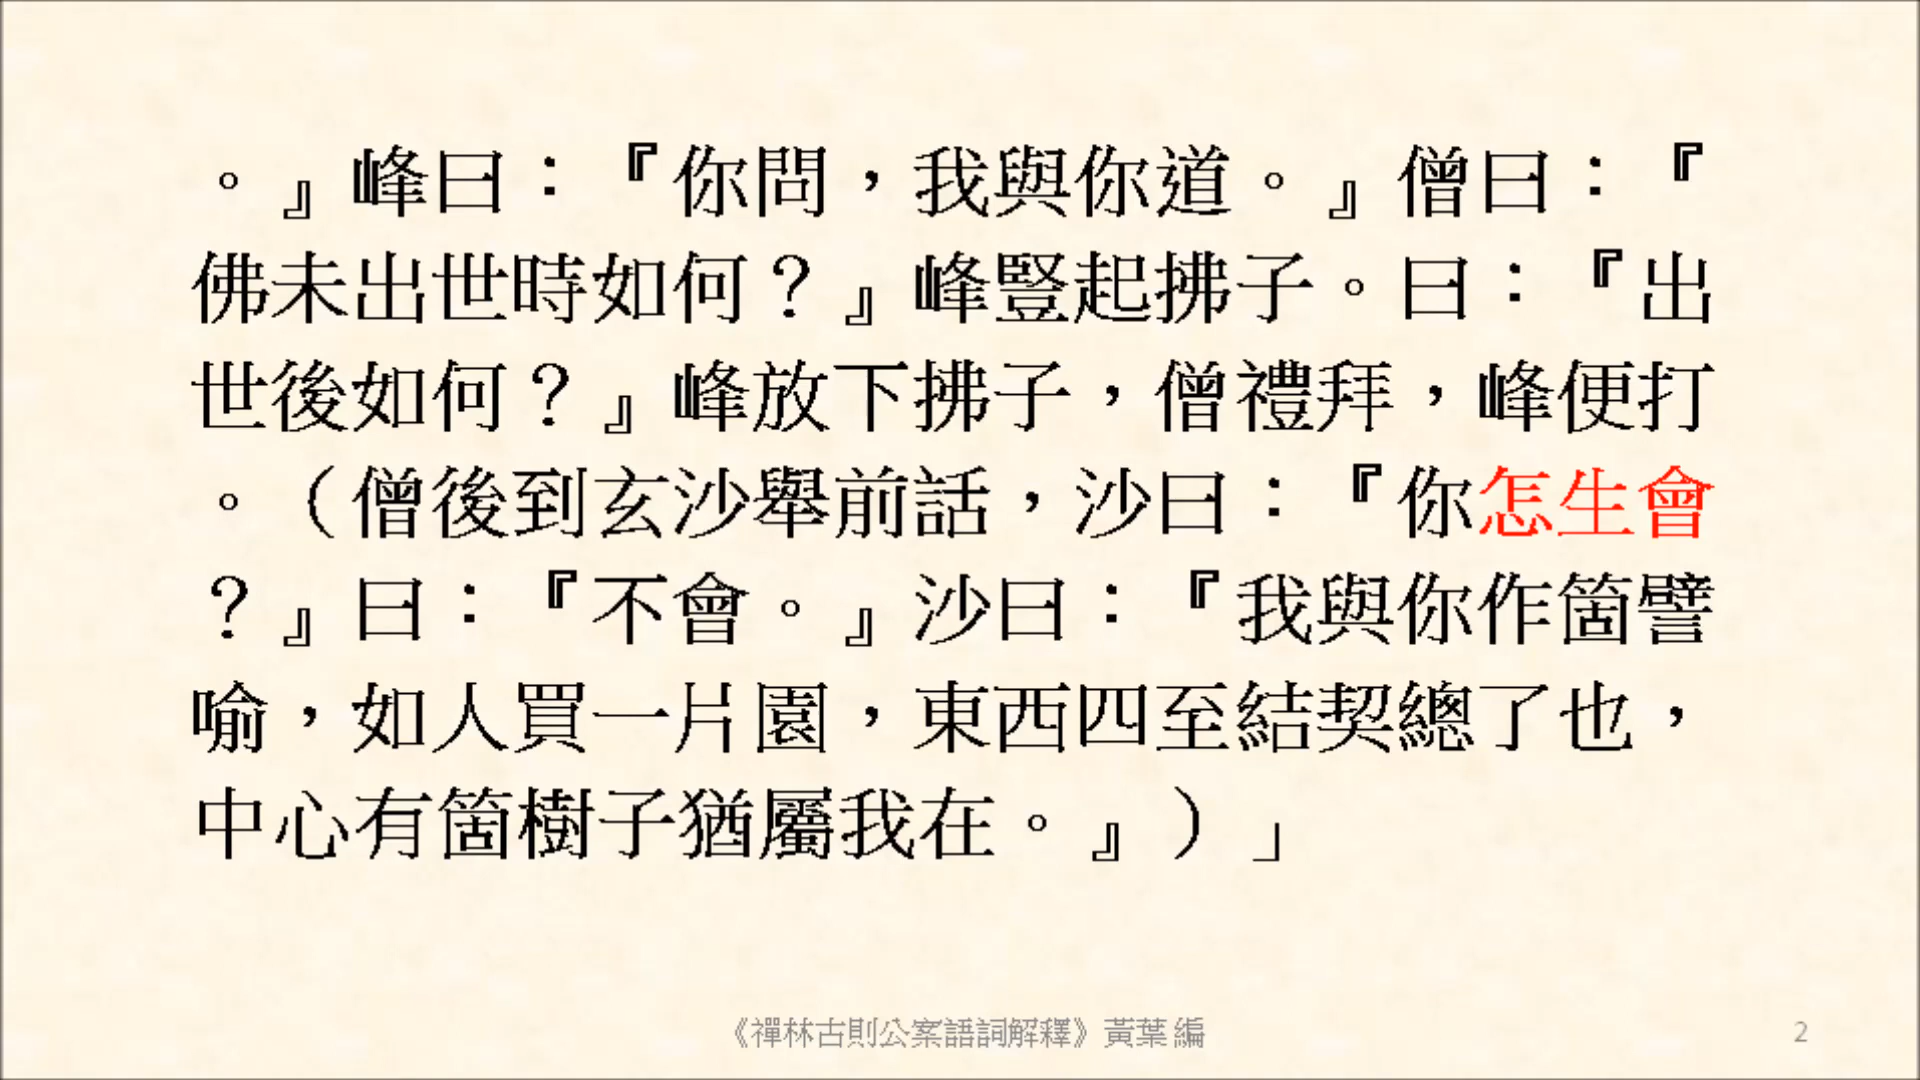 。』峰曰：『你問，我與你道。』僧曰：『
佛未出世時如何？』峰豎起拂子。曰：『出
世後如何？』峰放下拂子，僧禮拜，峰便打
。（僧後到玄沙舉前話，沙曰：『你怎生會
？』曰：『不會。』沙曰：『我與你作箇譬
喻，如人買一片園，東西四至結契總了也，
中心有箇樹子猶屬我在。』）」
《禪林古則公案語詞解釋》黃葉 編
2